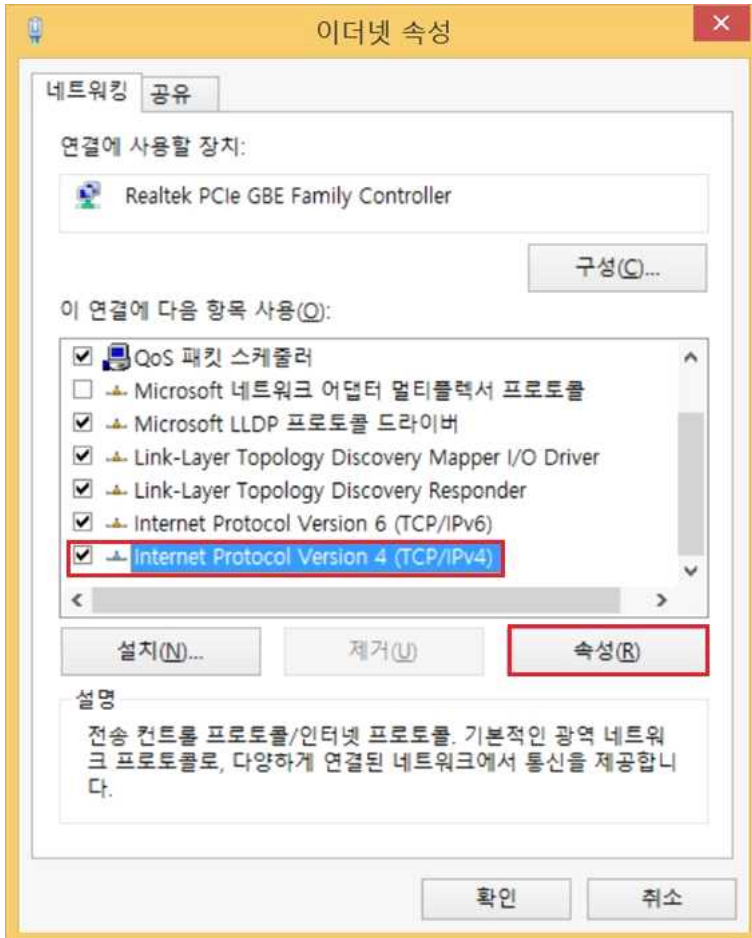 이더넷 속성
네트워킹
공유
연결에 사용할 장치:
Realtek PCIe GBE Family Controller
구성(C)...
이 연결에 다음 항목 사용(O):
QoS 패킷 스케줄러
Microsoft 네트워크 어댑터 멀티플렉서 프로토콜
Microsoft LLDP 프로토콜 드라이버
Link-Layer Topology Discovery Mapper I/O Driver
Link-Layer Topology Discovery Responder
Internet Protocol Version 6 (TCP/IPv6)
Internet Protocol Version 4 (TCP/IPv4)
설치(N)...
제거(U)
속성(R)
설명
전송 컨트롤 프로토콜/인터넷 프로토콜. 기본적인 광역 네트워
크 프로토콜로, 다양하게 연결된 네트워크에서 통신을 제공합니
다.
확인
취소